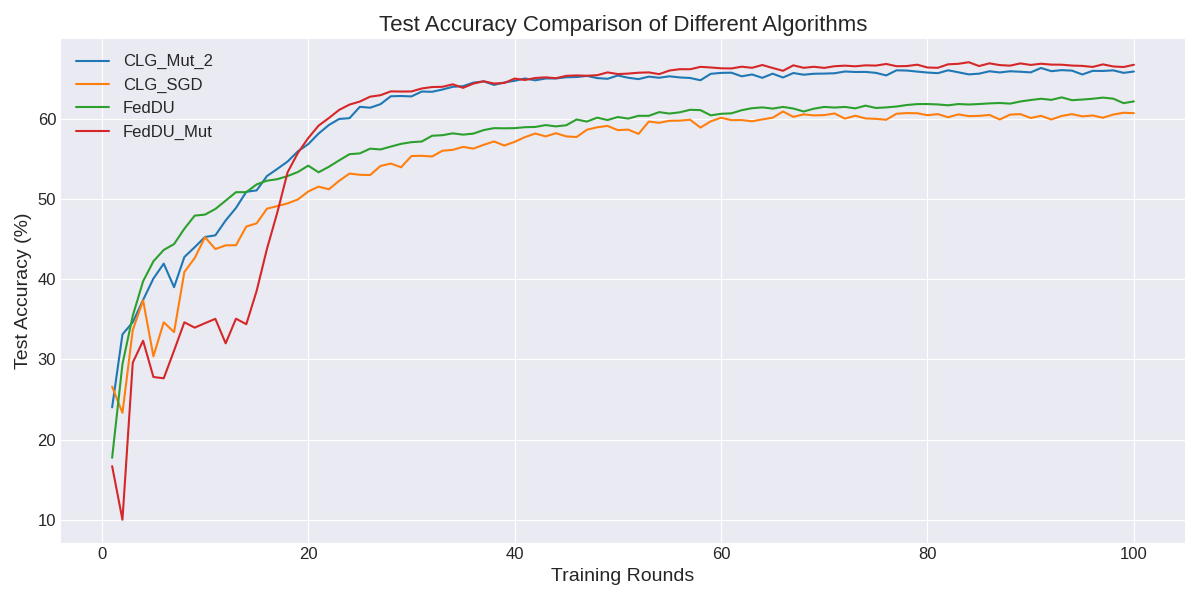 Test Accuracy Comparison of Different Algorithms
CLG_Mut_2
CLG_SGD
FedDU
FedDU_Mut
Test Accuracy (%)
60
50
40
30
20
10
0 20 40 60 80 100
Training Rounds